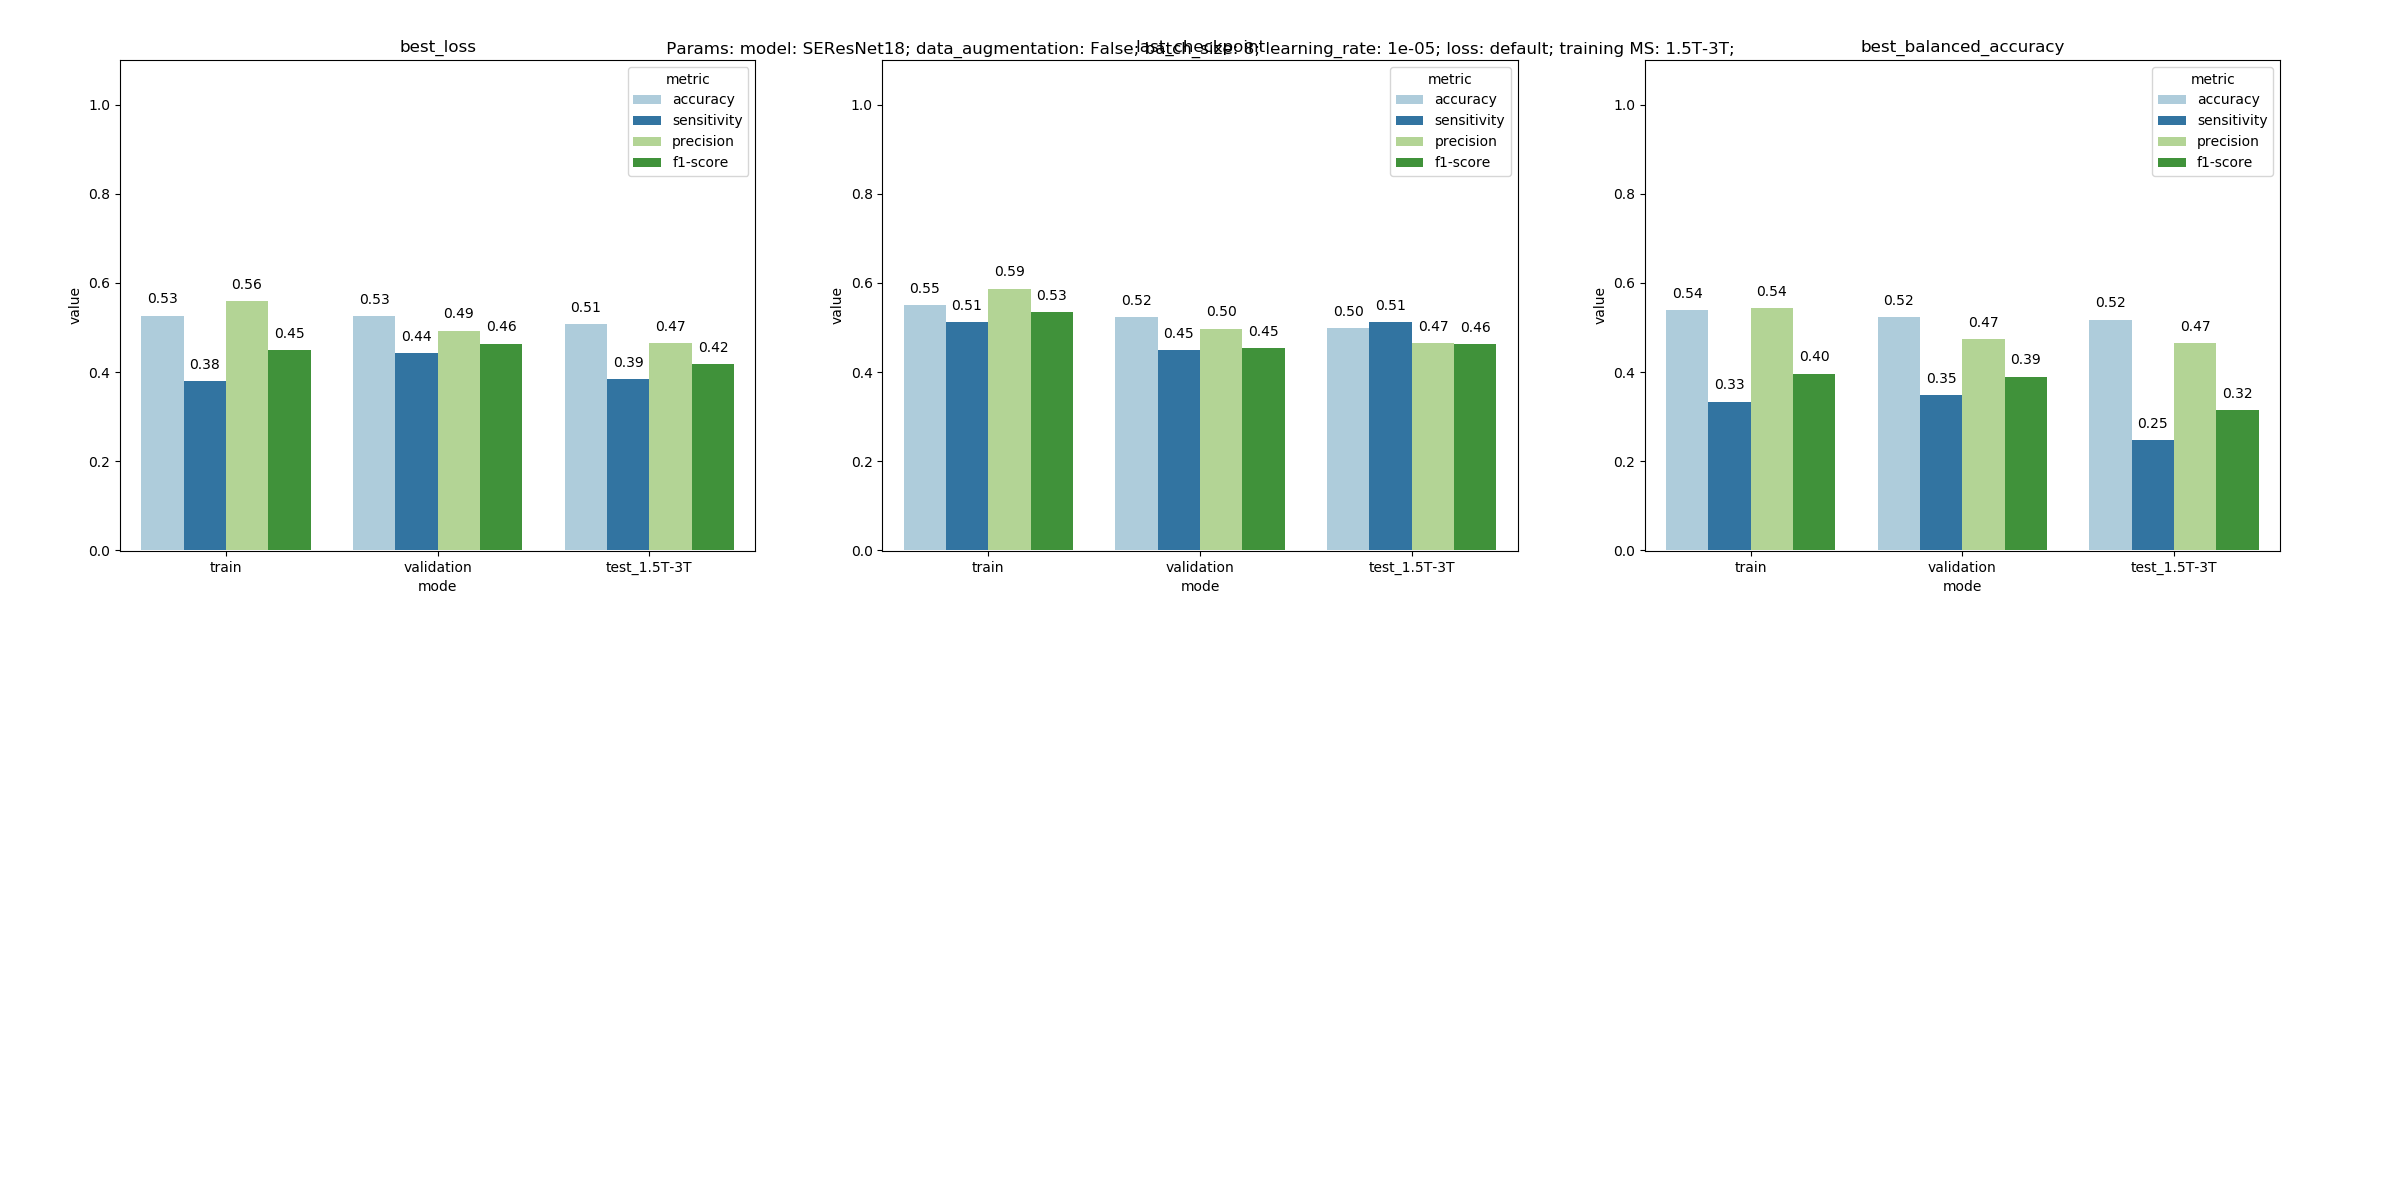 best_loss
Params: model: SEResNet18; data_augmentation: False; batch_size: 8; learning_rate: 1e-05; loss: default; training MS: 1.5T-3T;
last_checkpoint
best_balanced_accuracy
metric
accuracy
sensitivity
precision
f1-score
1.0
0.8
0.6
0.4
0.2
0.0
value
0.53
0.38
0.56
0.45
0.53
0.44
0.49
0.46
0.51
0.39
0.47
0.42
train
validation
test_1.5T-3T
mode
metric
accuracy
sensitivity
precision
f1-score
1.0
0.8
0.6
0.4
0.2
0.0
value
0.55
0.51
0.59
0.53
0.52
0.45
0.50
0.45
0.50
0.51
0.47
0.46
train
validation
test_1.5T-3T
mode
metric
accuracy
sensitivity
precision
f1-score
1.0
0.8
0.6
0.4
0.2
0.0
value
0.54
0.33
0.54
0.40
0.52
0.35
0.47
0.39
0.52
0.25
0.47
0.32
train
validation
test_1.5T-3T
mode